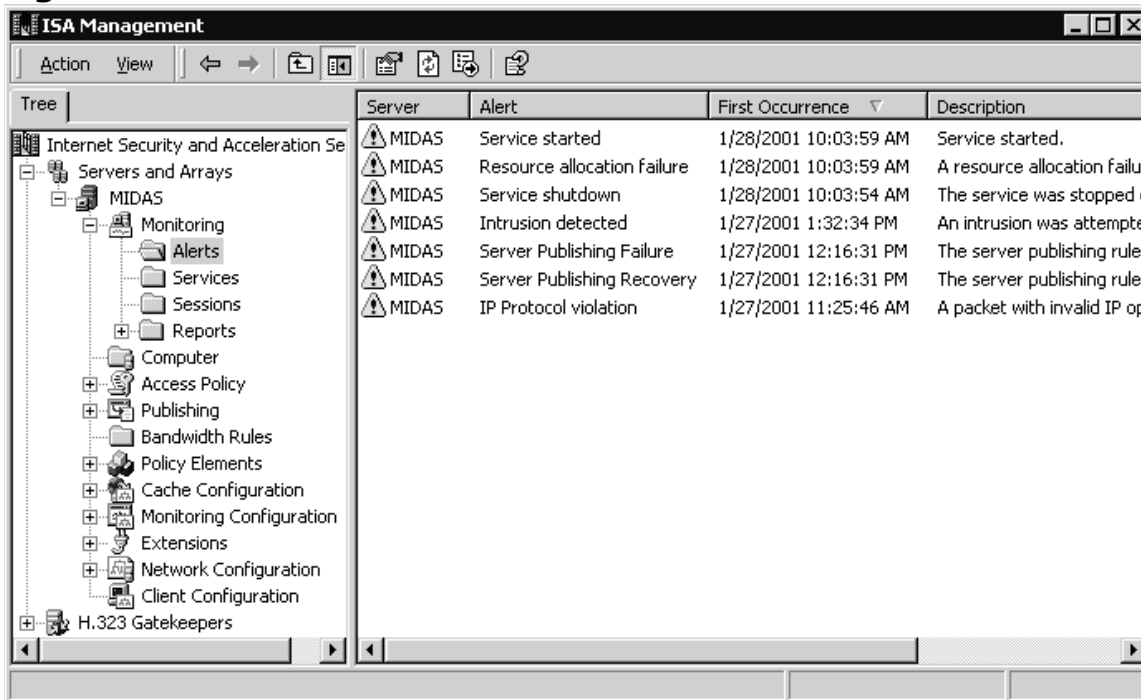 ISA Management
Action View
Tree
Internet Security and Acceleration Se
Servers and Arrays
MIDAS
Monitoring
Alerts
Services
Sessions
Reports
Computer
Access Policy
Publishing
Bandwidth Rules
Policy Elements
Cache Configuration
Monitoring Configuration
Extensions
Network Configuration
Client Configuration
H.323 Gatekeepers
Server Alert First Occurrence Description
MIDAS Service started 1/28/2001 10:03:59 AM Service started.
MIDAS Resource allocation failure 1/28/2001 10:03:59 AM A resource allocation failu
MIDAS Service shutdown 1/28/2001 10:03:54 AM The service was stopped
MIDAS Intrusion detected 1/27/2001 1:32:34 PM An intrusion was attempte
MIDAS Server Publishing Failure 1/27/2001 12:16:31 PM The server publishing rule
MIDAS Server Publishing Recovery 1/27/2001 12:16:31 PM The server publishing rule
MIDAS IP Protocol violation 1/27/2001 11:25:46 AM A packet with invalid IP op